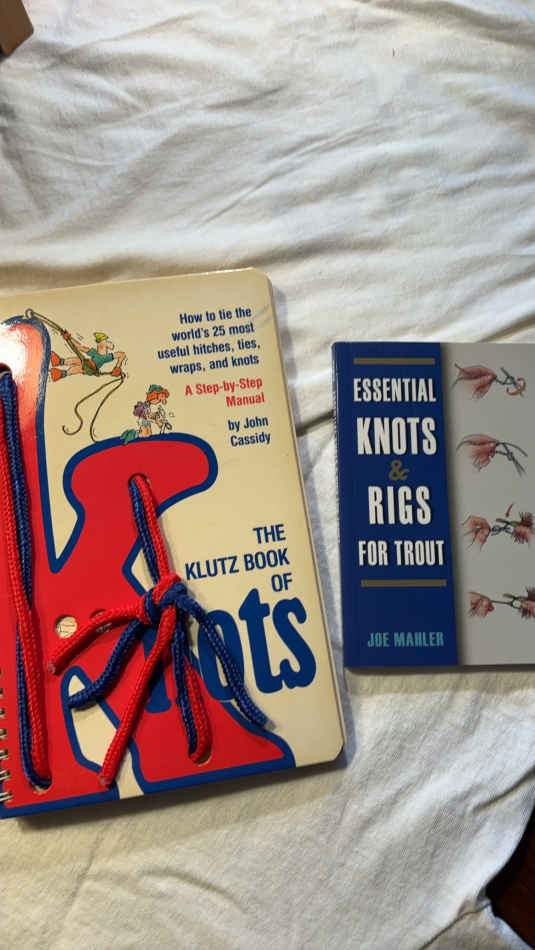 How to tie the
world's 25 most
useful hitches, ties,
wraps, and knots
A Step-by-Step
Manual
by John
Cassidy
THE
KLUTZ BOOK
OF
ESSENTIAL
KNOTS
&
RIGS
FOR TROUT
JOE MAHLER